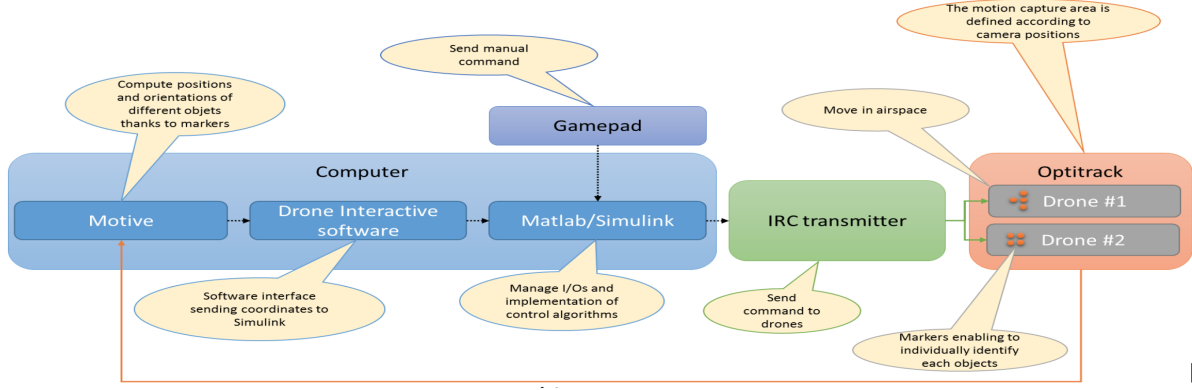 The motion capture area is
defined according to
camera positions
Send manual
command
Compute positions
and orientations of
different objets
thanks to markers
Move in airspace
Gamepad
Computer
Optitrack
Motive
Drone Interactive
software
Matlab/Simulink
IRC transmitter
Drone #1
Drone #2
Software interface
sending coordinates to
Simulink
Manage I/Os and
implementation of
control algorithms
Send
command to
drones
Markers enabling to
individually identify
each objects